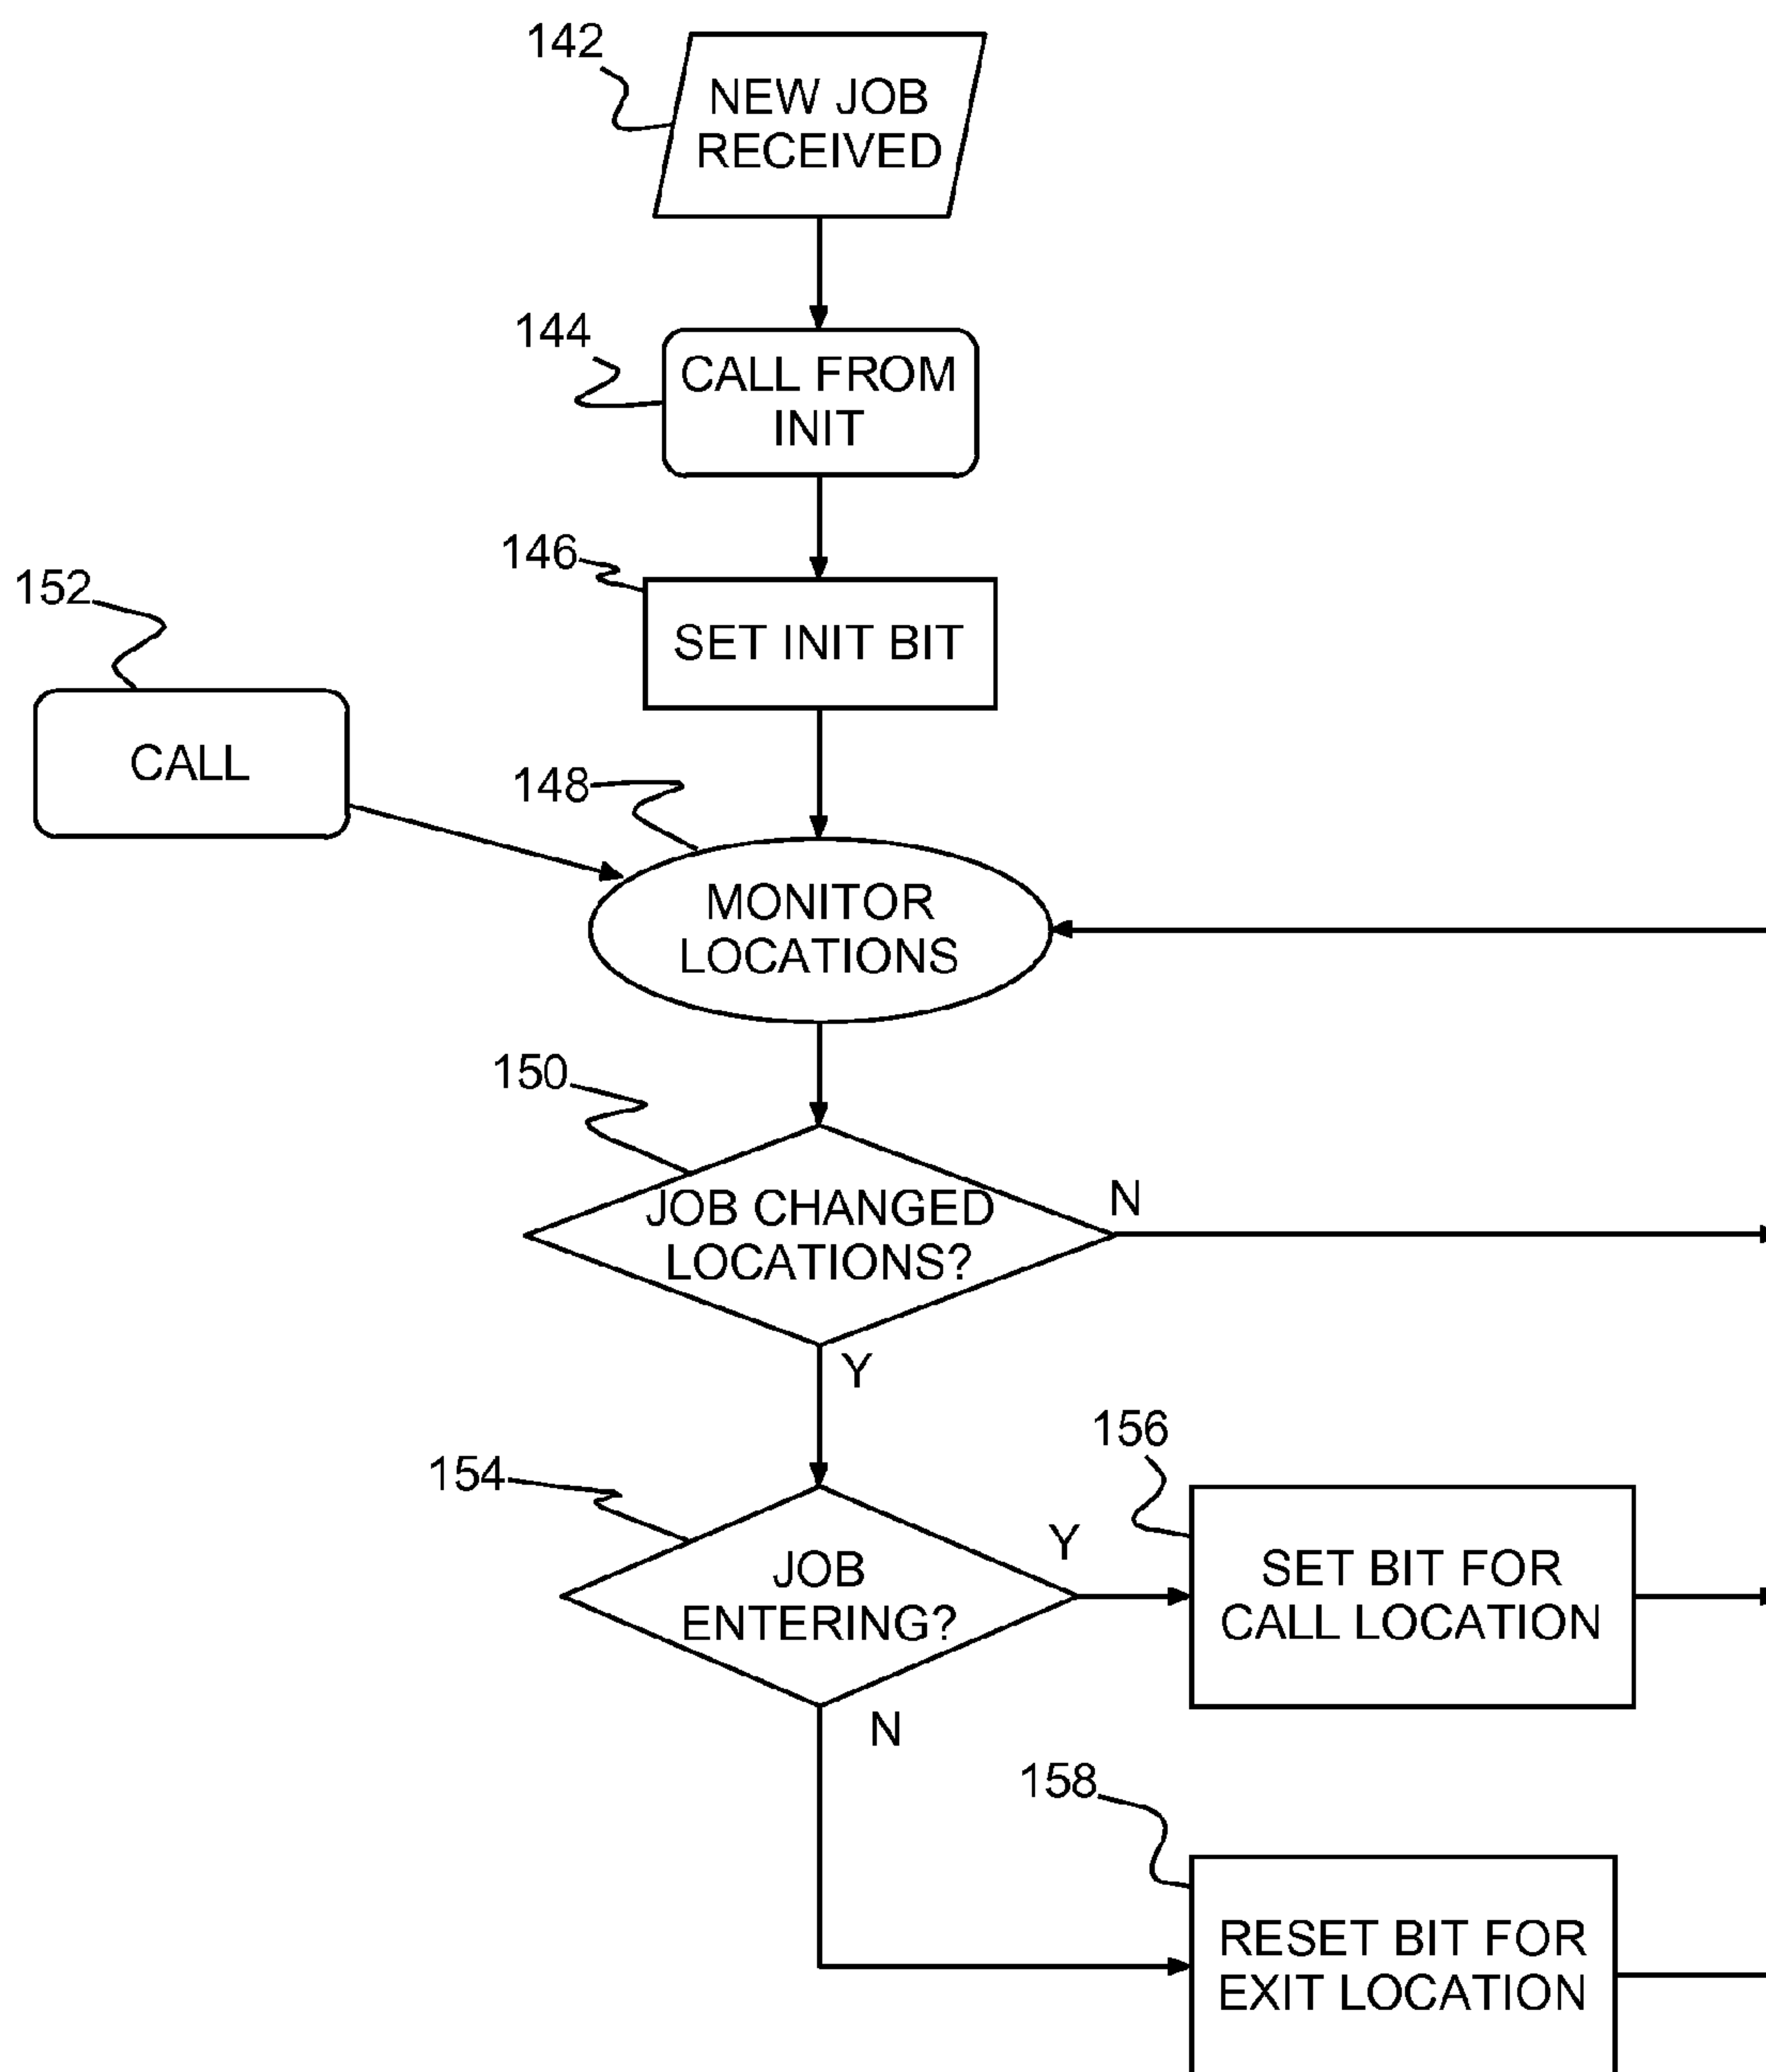 142
NEW JOB
RECEIVED
144
CALL FROM
INIT
146
SET INIT BIT
152
CALL
148
MONITOR
LOCATIONS
150
JOB CHANGED
LOCATIONS?
N
Y
154
JOB
ENTERING?
Y
156
SET BIT FOR
CALL LOCATION
N
158
RESET BIT FOR
EXIT LOCATION